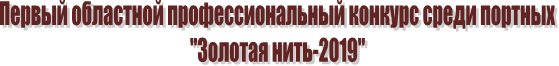 Первый областной профессиональный конкурс среди портных
"Золотая нить-2019"